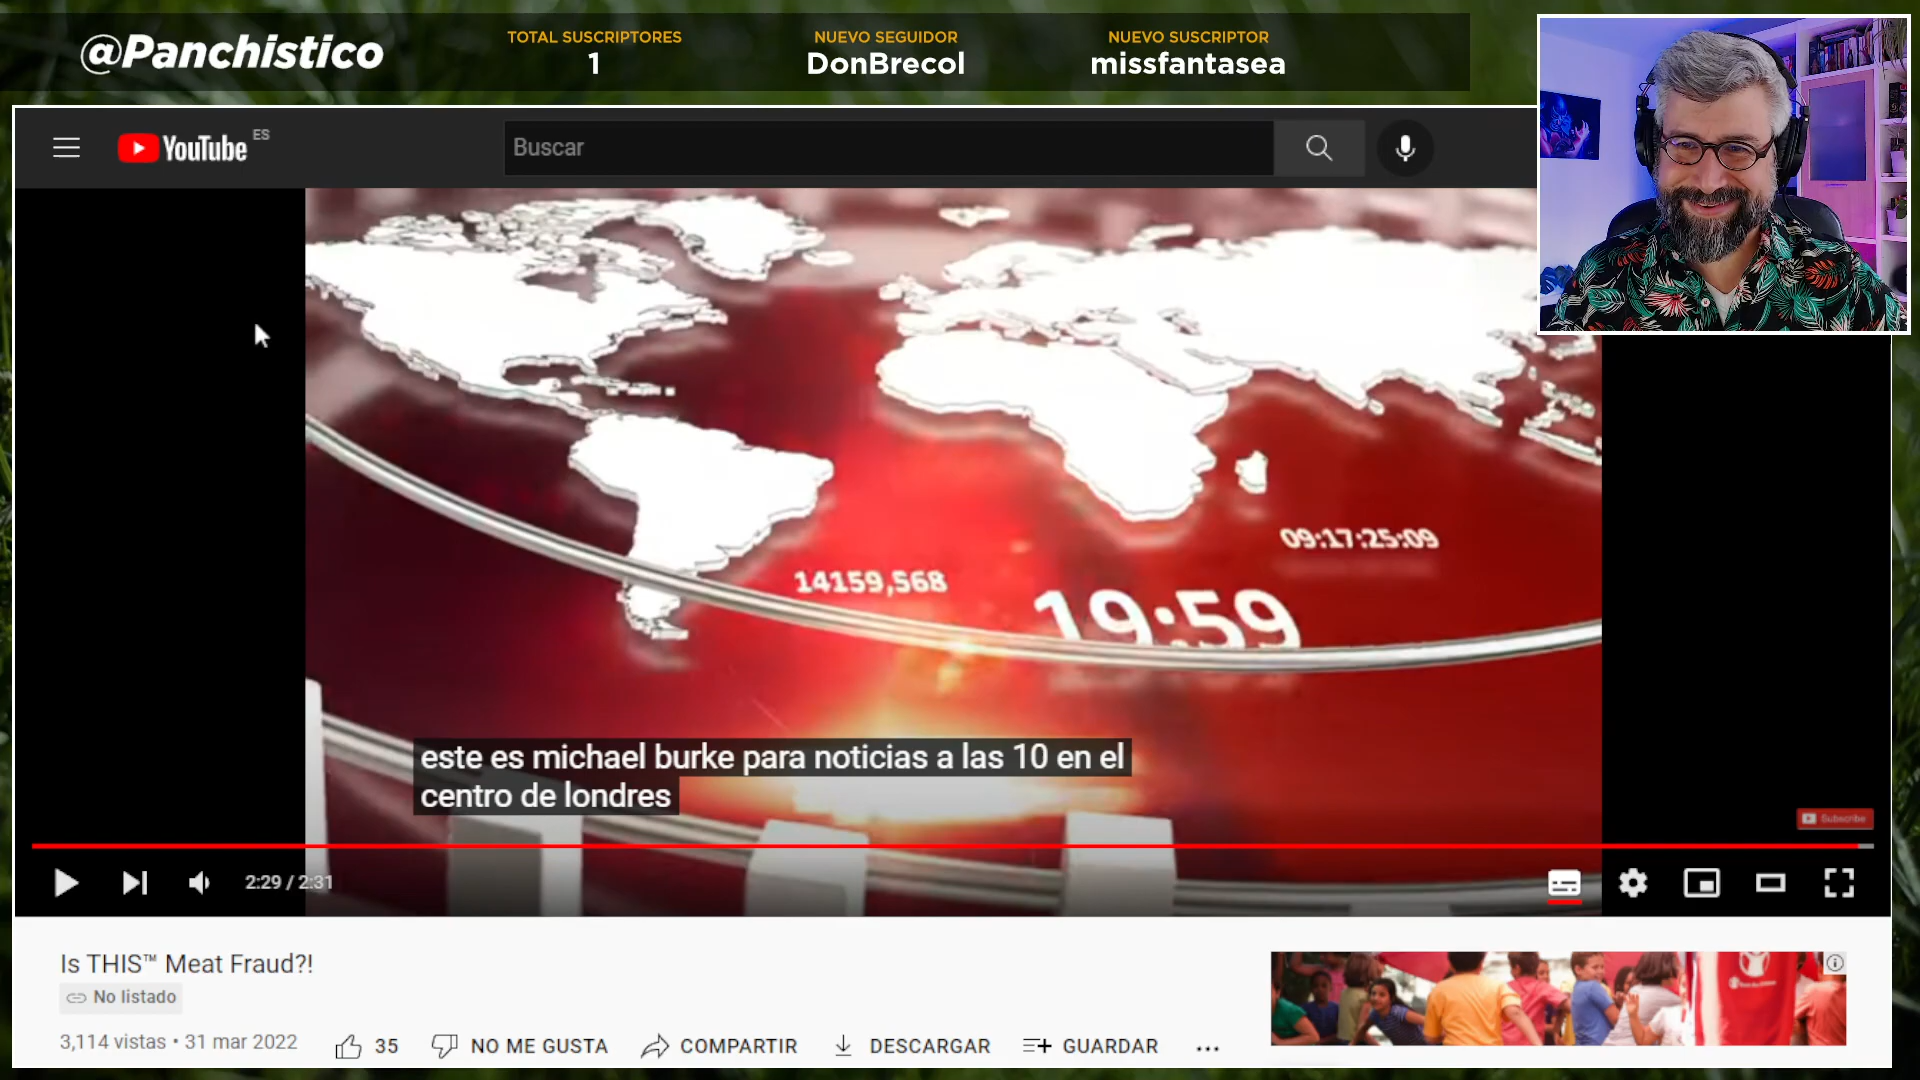 @Panchistico
TOTAL SUSCRIPTORES
1
NUEVO SEGUIDOR
DonBrecol
NUEVO SUSCRIPTOR
missfantasea
YouTube ES
Buscar
09:17:25:09
14159,568
19:59
este es michael burke para noticias a las 10 en el
centro de londres
Subscribe
2:29 / 2:31
Is THIS™ Meat Fraud?!
No listado
3,114 vistas • 31 mar 2022
35
NO ME GUSTA
COMPARTIR
DESCARGAR
GUARDAR